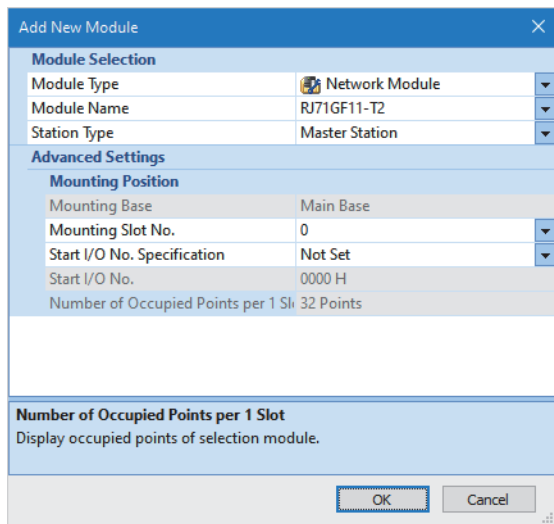 Add New Module
Module Selection
Module Type Network Module
Module Name RJ71GF11-T2
Station Type Master Station
Advanced Settings
Mounting Position
Mounting Base Main Base
Mounting Slot No. 0
Start I/O No. Specification Not Set
Start I/O No. 0000 H
Number of Occupied Points per 1 Sl 32 Points
Number of Occupied Points per 1 Slot
Display occupied points of selection module.
OK Cancel